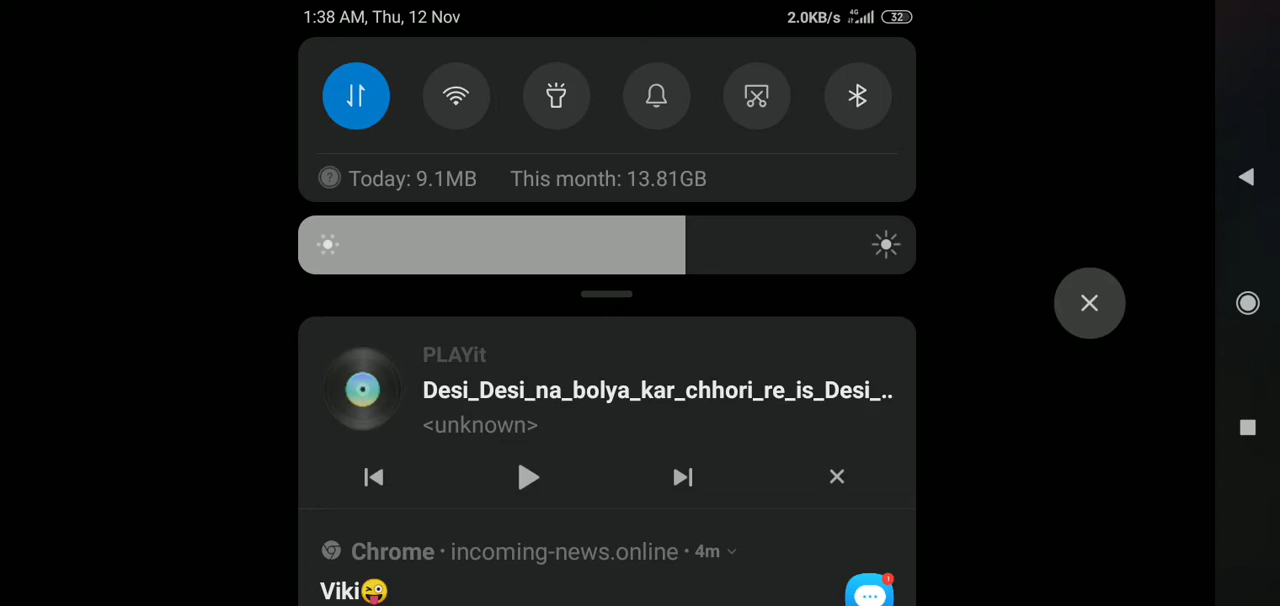 1:38 AM, Thu, 12 Nov 2.0KB/s 4G 32
Today: 9.1MB This month: 13.81GB
PLAYit
Desi_Desi_na_bolya_kar_chhori_re_is_Desi_..
<unknown>
Chrome · incoming-news.online · 4m
Viki😜